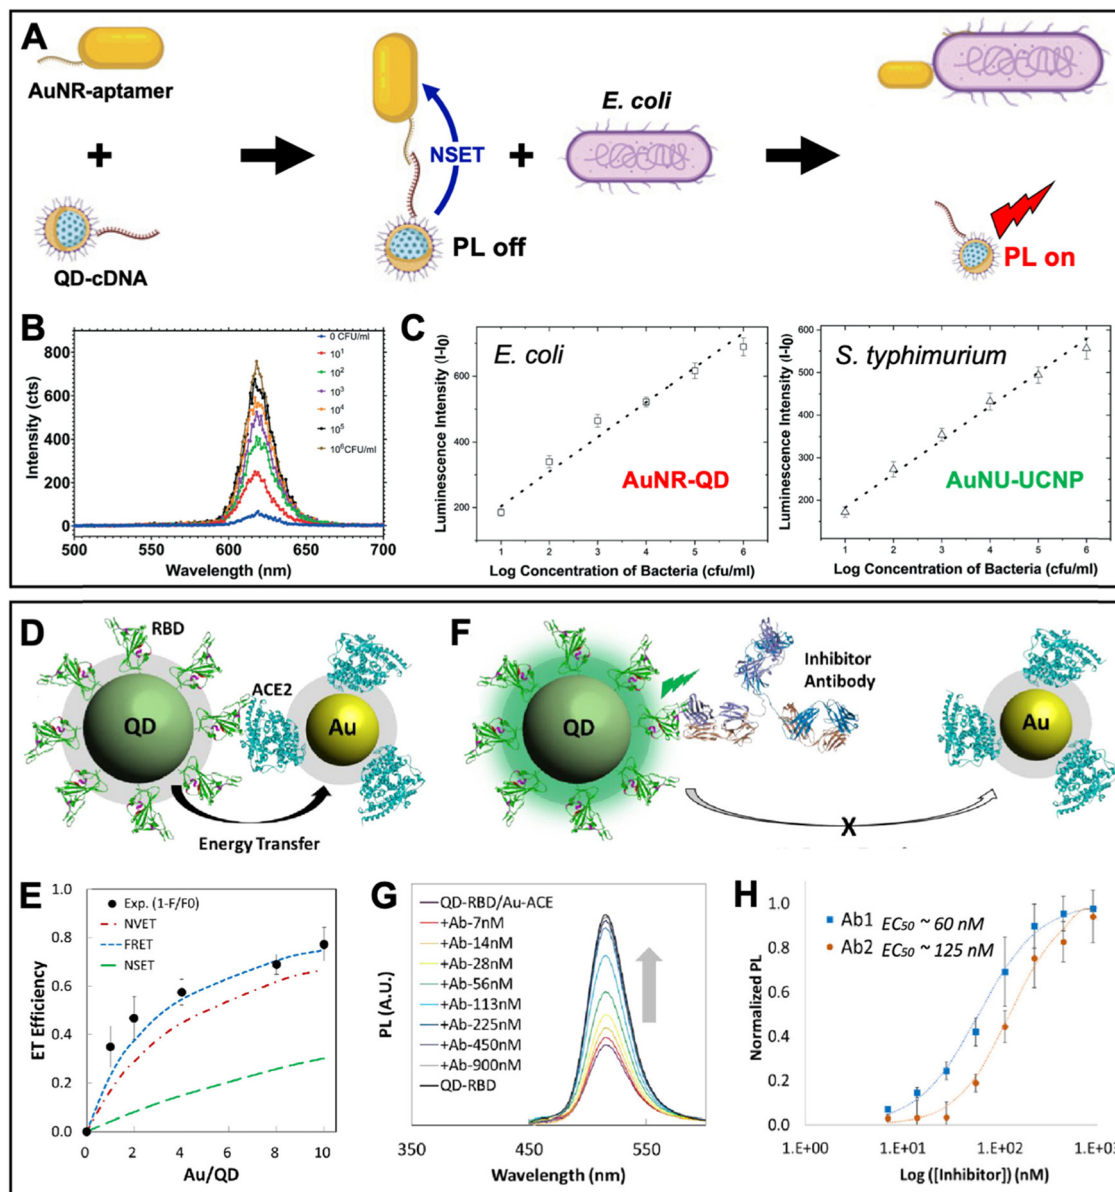 A
AuNR-aptamer
+
QD-cDNA
NSET
PL off
+
E. coli
PL on
B
Intensity (cts)
800
600
400
200
0
500 550 600 650 700
Wavelength (nm)
0 CFU/ml
10¹
10²
10³
10⁴
10⁵
10⁶CFU/ml
C
Luminescence Intensity (I-I₀)
E. coli
600
400
200
AuNR-QD
1 2 3 4 5 6
Log Concentration of Bacteria (cfu/ml)
Luminescence Intensity (I-I₀)
S. typhimurium
600
500
400
300
200
100
AuNU-UCNP
1 2 3 4 5 6
Log Concentration of Bacteria (cfu/ml)
D
RBD
ACE2
QD
Au
Energy Transfer
F
QD
Inhibitor
Antibody
Au
X
E
ET Efficiency
1.0
0.8
0.6
0.4
0.2
0.0
Exp. (1-F/F0)
NVET
FRET
NSET
0 2 4 6 8 10
Au/QD
G
PL (A.U.)
QD-RBD/Au-ACE
+Ab-7nM
+Ab-14nM
+Ab-28nM
+Ab-56nM
+Ab-113nM
+Ab-225nM
+Ab-450nM
+Ab-900nM
QD-RBD
350 450 550
Wavelength (nm)
H
Normalized PL
1.0
0.8
0.6
0.4
0.2
0.0
Ab1 EC₅₀ ~ 60 nM
Ab2 EC₅₀ ~ 125 nM
1.E+00 1.E+01 1.E+02 1.E+03
Log ([Inhibitor]) (nM)